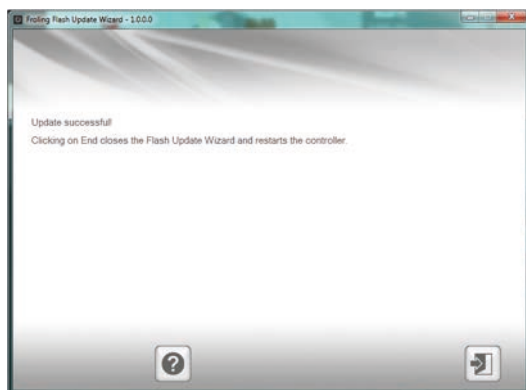 Froling Flash Update Wizard - 1.0.0.0
Update successful!
Clicking on End closes the Flash Update Wizard and restarts the controller.
?